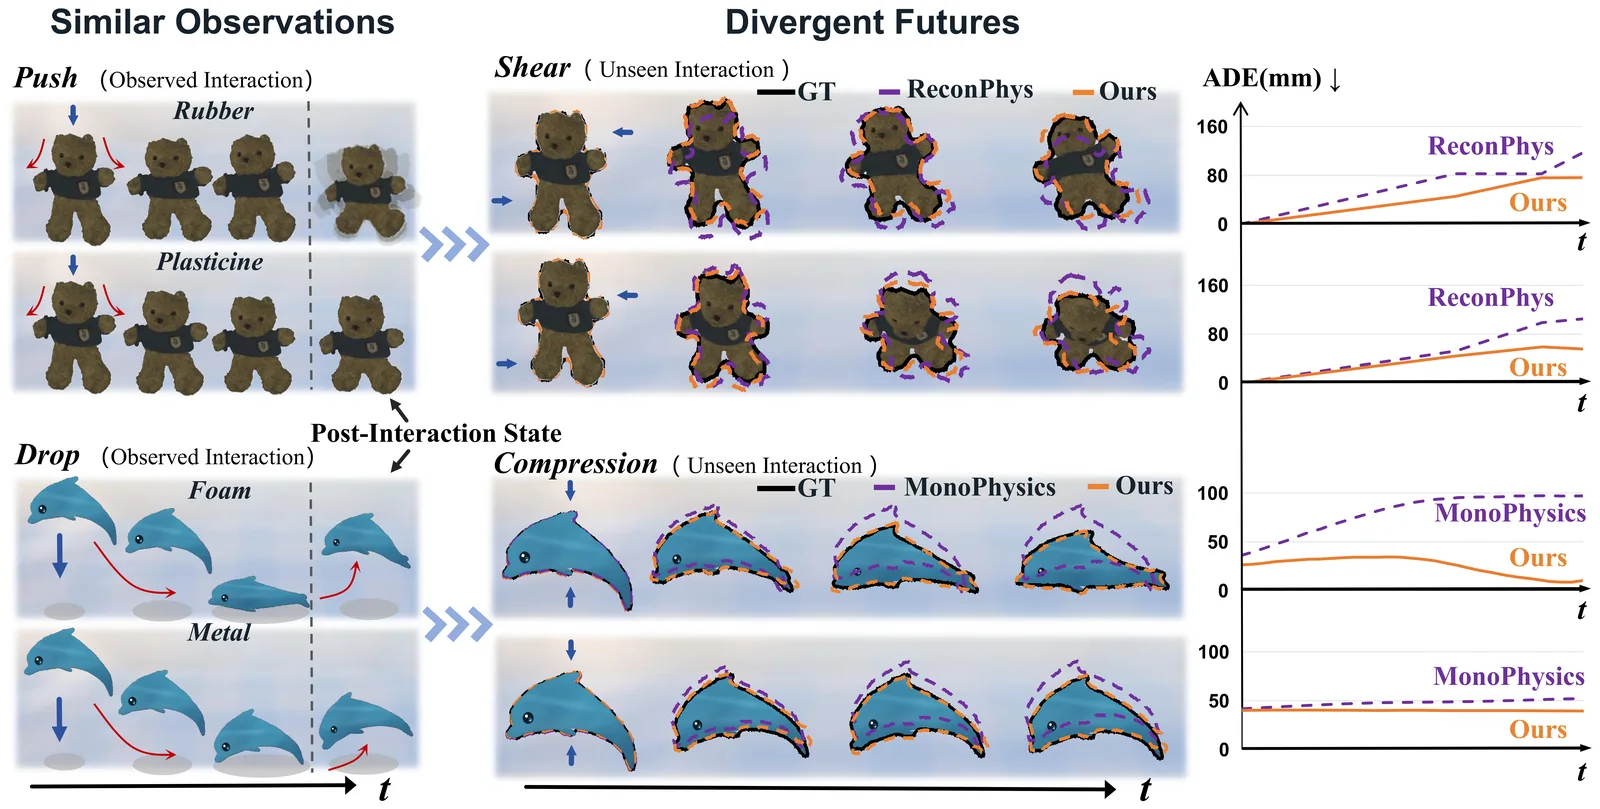 Similar Observations
Divergent Futures
Push (Observed Interaction)
Rubber
Plasticine
Shear ( Unseen Interaction )
GT ReconPhys Ours
ADE(mm) ↓
160
80
0
ReconPhys
Ours
t
160
80
0
ReconPhys
Ours
t
Post-Interaction State
Drop (Observed Interaction)
Foam
Metal
t
Compression ( Unseen Interaction )
GT MonoPhysics Ours
t
100
50
0
MonoPhysics
Ours
t
100
50
0
MonoPhysics
Ours
t